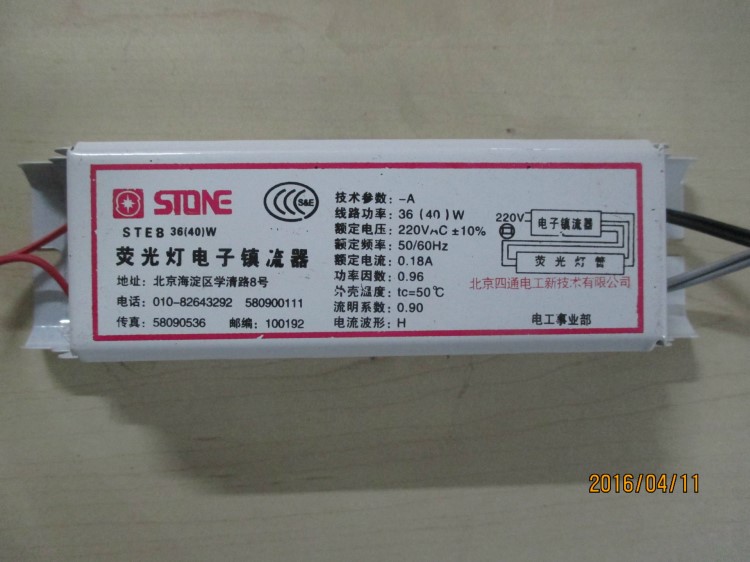 STONE
S&E
STEB 36(40)W
荧光灯电子镇流器
地址: 北京海淀区学清路8号
电话: 010-82643292 580900111
传真: 58090536 邮编: 100192
技术参数: -A
线路功率: 36(40)W
额定电压: 220V AC ±10%
额定频率: 50/60Hz
额定电流: 0.18A
功率因数: 0.96
外壳温度: tc=50℃
流明系数: 0.90
电流波形: H
220V
电子镇流器
荧光灯管
北京四通电工新技术有限公司
电工事业部
2016/04/11